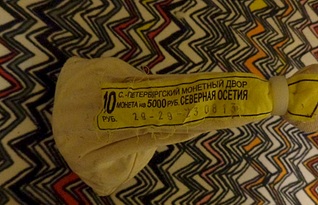 10 РУБ.
С.-ПЕТЕРБУРГСКИЙ МОНЕТНЫЙ ДВОР
МОНЕТА НА 5000 РУБ. СЕВЕРНАЯ ОСЕТИЯ